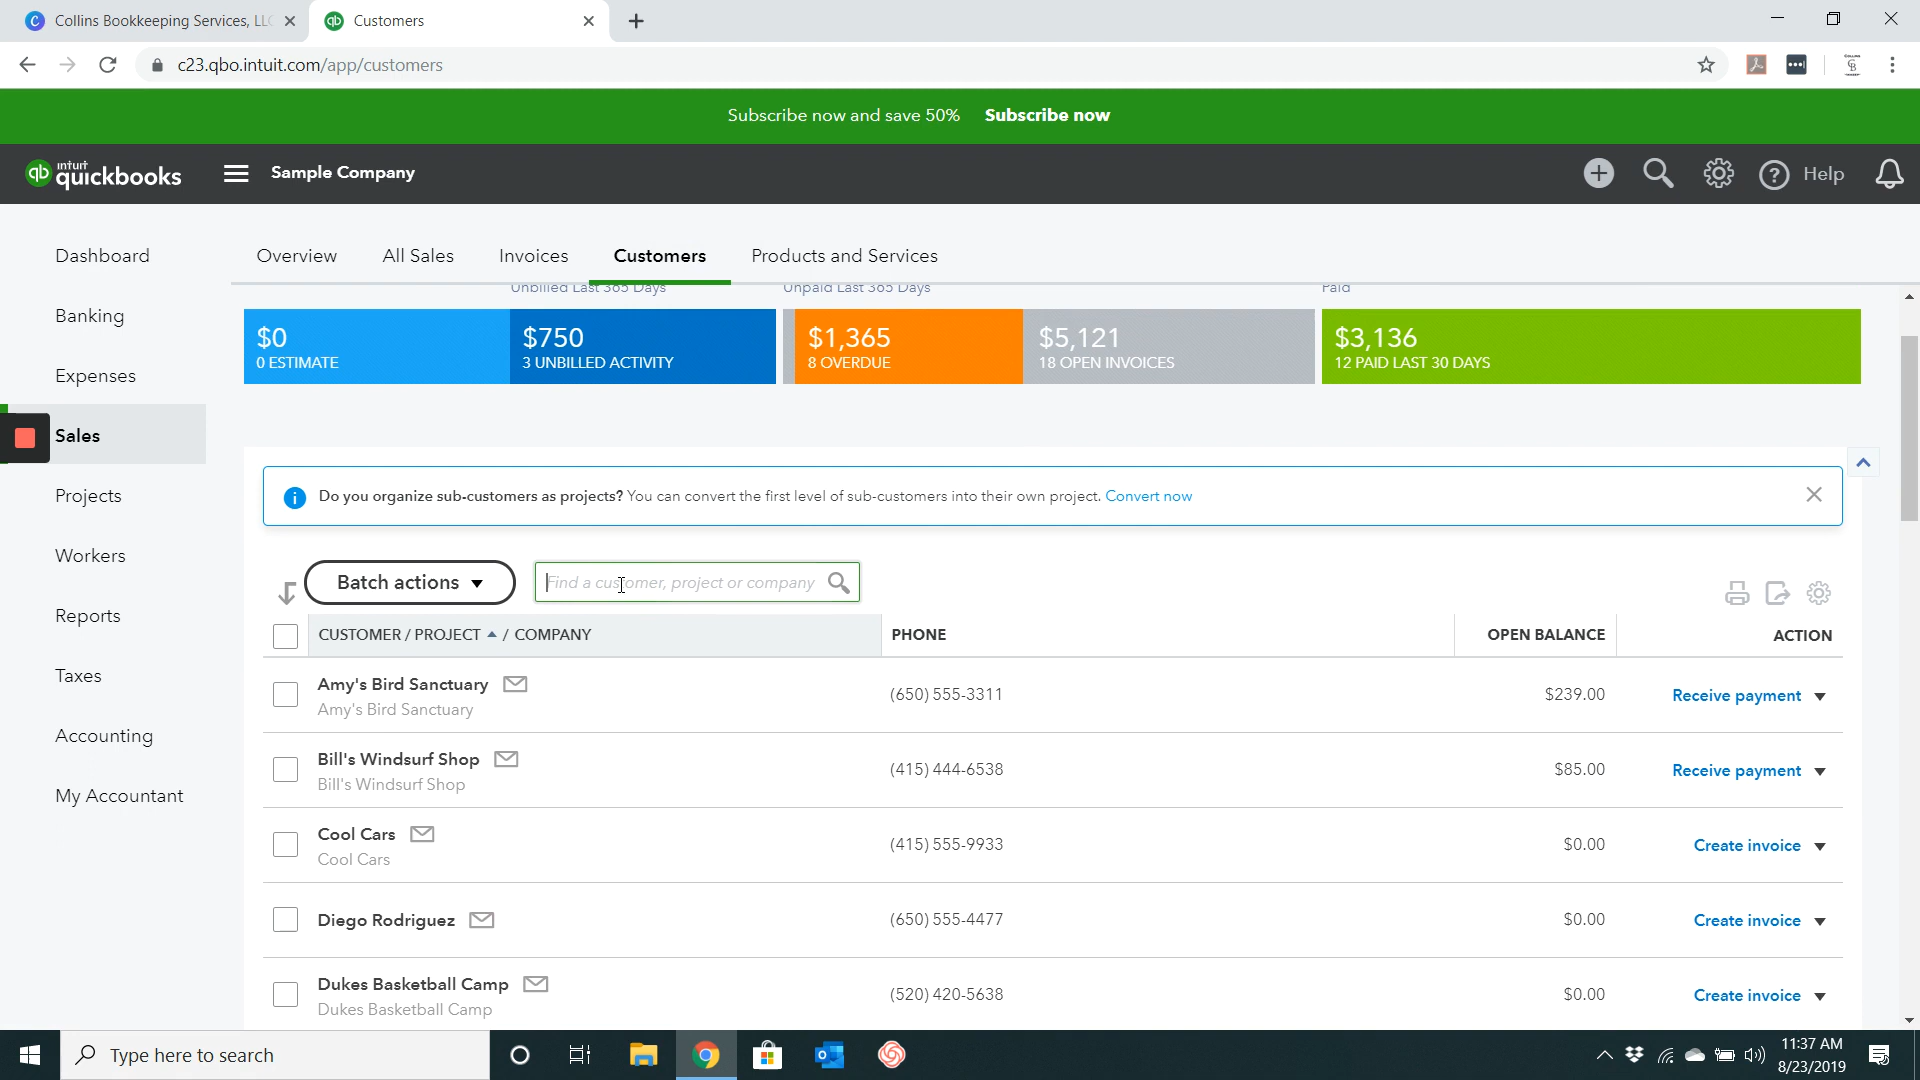 Collins Bookkeeping Services, LLC
Customers
c23.qbo.intuit.com/app/customers
Subscribe now and save 50% Subscribe now
qb intuit quickbooks
Sample Company
Help
Dashboard
Banking
Expenses
Sales
Projects
Workers
Reports
Taxes
Accounting
My Accountant
Overview All Sales Invoices Customers Products and Services
Unbilled Last 365 Days Unpaid Last 365 Days Paid
$0 $750 $1,365 $5,121 $3,136
0 ESTIMATE 3 UNBILLED ACTIVITY 8 OVERDUE 18 OPEN INVOICES 12 PAID LAST 30 DAYS
Do you organize sub-customers as projects? You can convert the first level of sub-customers into their own project. Convert now
Batch actions Find a customer, project or company
CUSTOMER / PROJECT / COMPANY PHONE OPEN BALANCE ACTION
Amy's Bird Sanctuary (650) 555-3311 $239.00 Receive payment
Amy's Bird Sanctuary
Bill's Windsurf Shop (415) 444-6538 $85.00 Receive payment
Bill's Windsurf Shop
Cool Cars (415) 555-9933 $0.00 Create invoice
Cool Cars
Diego Rodriguez (650) 555-4477 $0.00 Create invoice
Dukes Basketball Camp (520) 420-5638 $0.00 Create invoice
Dukes Basketball Camp
Type here to search
11:37 AM
8/23/2019